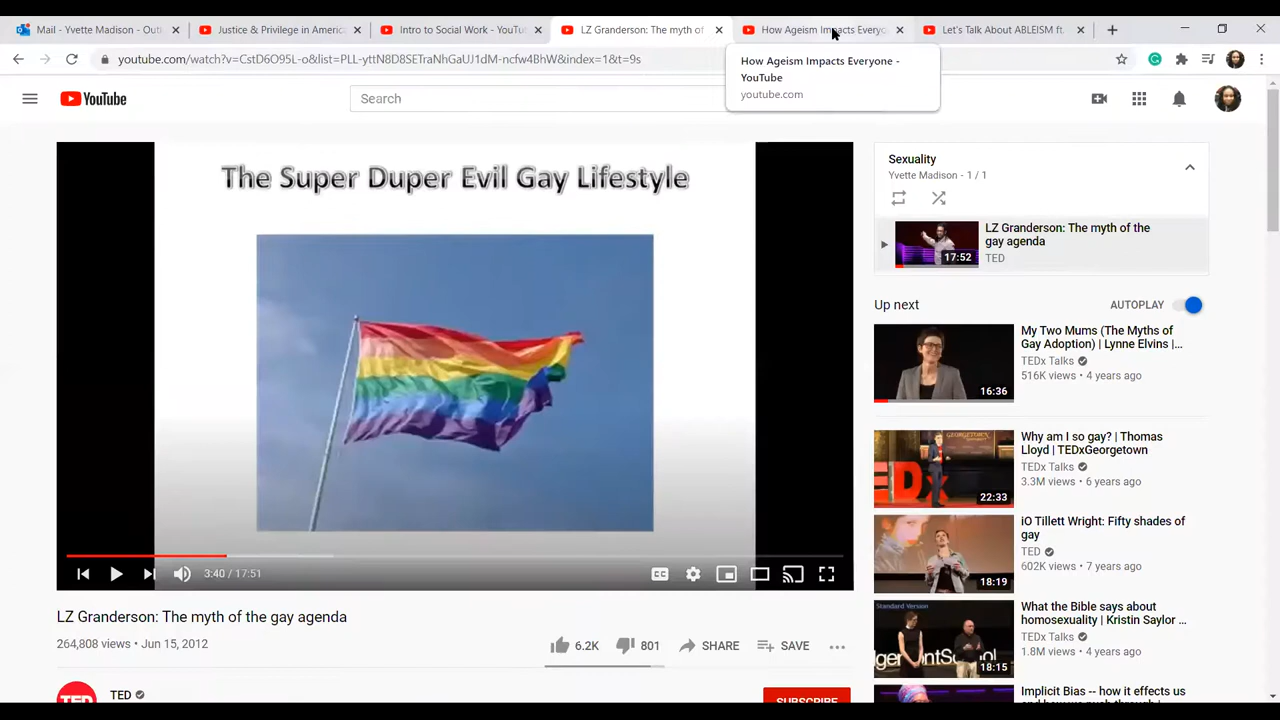 Mail - Yvette Madison - Out
Justice & Privilege in Americ
Intro to Social Work - YouTu
LZ Granderson: The myth of
How Ageism Impacts Everyo
Let's Talk About ABLEISM ft.
youtube.com/watch?v=CstD6O95L-o&list=PLL-yttN8D8SETraNhGUJ1dM-nfw4fbW&index=1&t=9s
How Ageism Impacts Everyone -
YouTube
youtube.com
YouTube
Search
The Super Duper Evil Gay Lifestyle
3:40 / 17:51
CC
LZ Granderson: The myth of the gay agenda
264,808 views • Jun 15, 2012
6.2K
801
SHARE
SAVE
TED
TED
SUBSCRIBE
Sexuality
Yvette Madison - 1 / 1
17:52
LZ Granderson: The myth of the
gay agenda
TED
Up next
AUTOPLAY
16:36
My Two Mums (The Myths of
Gay Adoption) | Lynne Elvins |...
TEDx Talks
516K views • 4 years ago
22:33
Why am I so gay? | Thomas
Lloyd | TEDxGeorgetown
TEDx Talks
3.3M views • 6 years ago
18:19
iO Tillett Wright: Fifty shades of
gay
TED
602K views • 7 years ago
Standard Version
18:15
What the Bible says about
homosexuality | Kristin Saylor ...
TEDx Talks
1.8M views • 4 years ago
Implicit Bias -- how it effects us